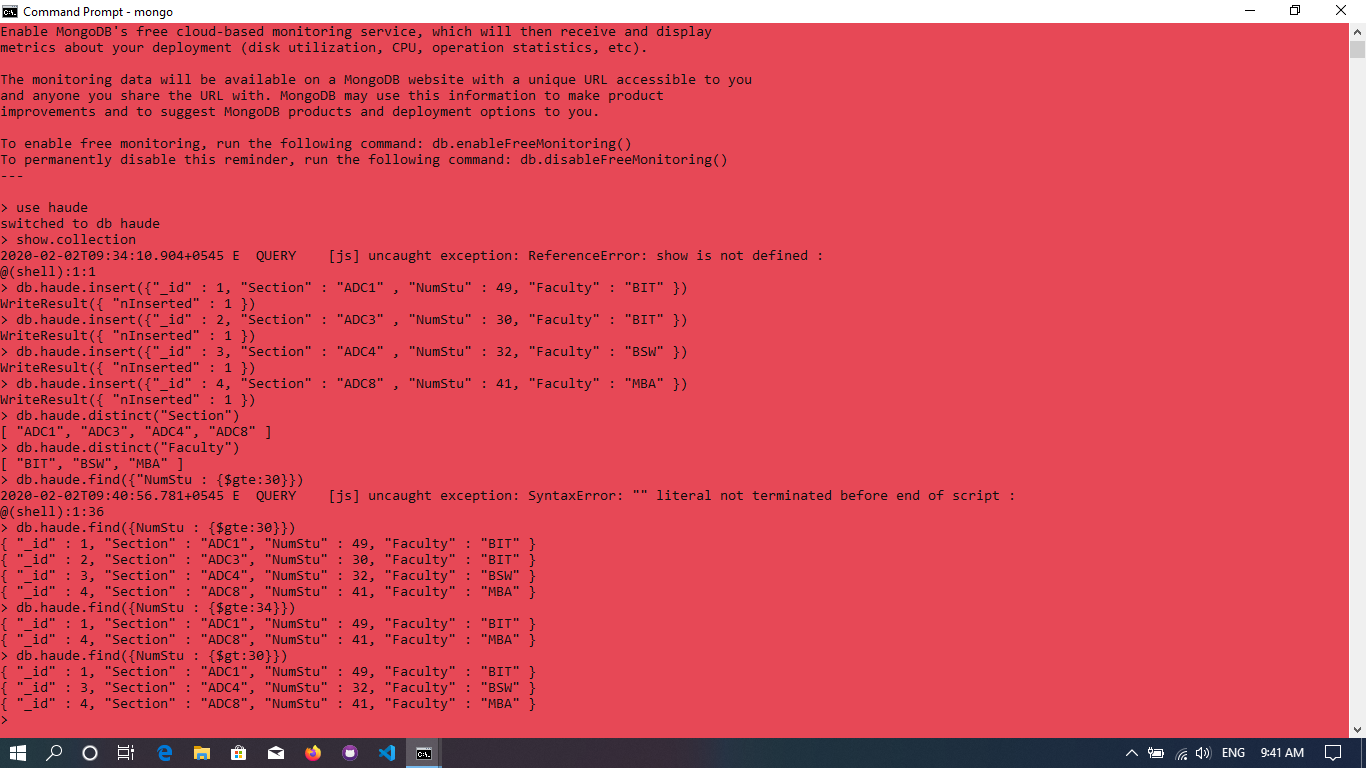 Command Prompt - mongo
Enable MongoDB's free cloud-based monitoring service, which will then receive and display
metrics about your deployment (disk utilization, CPU, operation statistics, etc).
The monitoring data will be available on a MongoDB website with a unique URL accessible to you
and anyone you share the URL with. MongoDB may use this information to make product
improvements and to suggest MongoDB products and deployment options to you.
To enable free monitoring, run the following command: db.enableFreeMonitoring()
To permanently disable this reminder, run the following command: db.disableFreeMonitoring()
---
> use haude
switched to db haude
> show.collection
2020-02-02T09:34:10.904+0545 E  QUERY    [js] uncaught exception: ReferenceError: show is not defined :
@(shell):1:1
> db.haude.insert({"_id" : 1, "Section" : "ADC1" , "NumStu" : 49, "Faculty" : "BIT" })
WriteResult({ "nInserted" : 1 })
> db.haude.insert({"_id" : 2, "Section" : "ADC3" , "NumStu" : 30, "Faculty" : "BIT" })
WriteResult({ "nInserted" : 1 })
> db.haude.insert({"_id" : 3, "Section" : "ADC4" , "NumStu" : 32, "Faculty" : "BSW" })
WriteResult({ "nInserted" : 1 })
> db.haude.insert({"_id" : 4, "Section" : "ADC8" , "NumStu" : 41, "Faculty" : "MBA" })
WriteResult({ "nInserted" : 1 })
> db.haude.distinct("Section")
[ "ADC1", "ADC3", "ADC4", "ADC8" ]
> db.haude.distinct("Faculty")
[ "BIT", "BSW", "MBA" ]
> db.haude.find({"NumStu : {$gte:30}})
2020-02-02T09:40:56.781+0545 E  QUERY    [js] uncaught exception: SyntaxError: "" literal not terminated before end of script :
@(shell):1:36
> db.haude.find({NumStu : {$gte:30}})
{ "_id" : 1, "Section" : "ADC1", "NumStu" : 49, "Faculty" : "BIT" }
{ "_id" : 2, "Section" : "ADC3", "NumStu" : 30, "Faculty" : "BIT" }
{ "_id" : 3, "Section" : "ADC4", "NumStu" : 32, "Faculty" : "BSW" }
{ "_id" : 4, "Section" : "ADC8", "NumStu" : 41, "Faculty" : "MBA" }
> db.haude.find({NumStu : {$gte:34}})
{ "_id" : 1, "Section" : "ADC1", "NumStu" : 49, "Faculty" : "BIT" }
{ "_id" : 4, "Section" : "ADC8", "NumStu" : 41, "Faculty" : "MBA" }
> db.haude.find({NumStu : {$gt:30}})
{ "_id" : 1, "Section" : "ADC1", "NumStu" : 49, "Faculty" : "BIT" }
{ "_id" : 3, "Section" : "ADC4", "NumStu" : 32, "Faculty" : "BSW" }
{ "_id" : 4, "Section" : "ADC8", "NumStu" : 41, "Faculty" : "MBA" }
>
ENG 9:41 AM